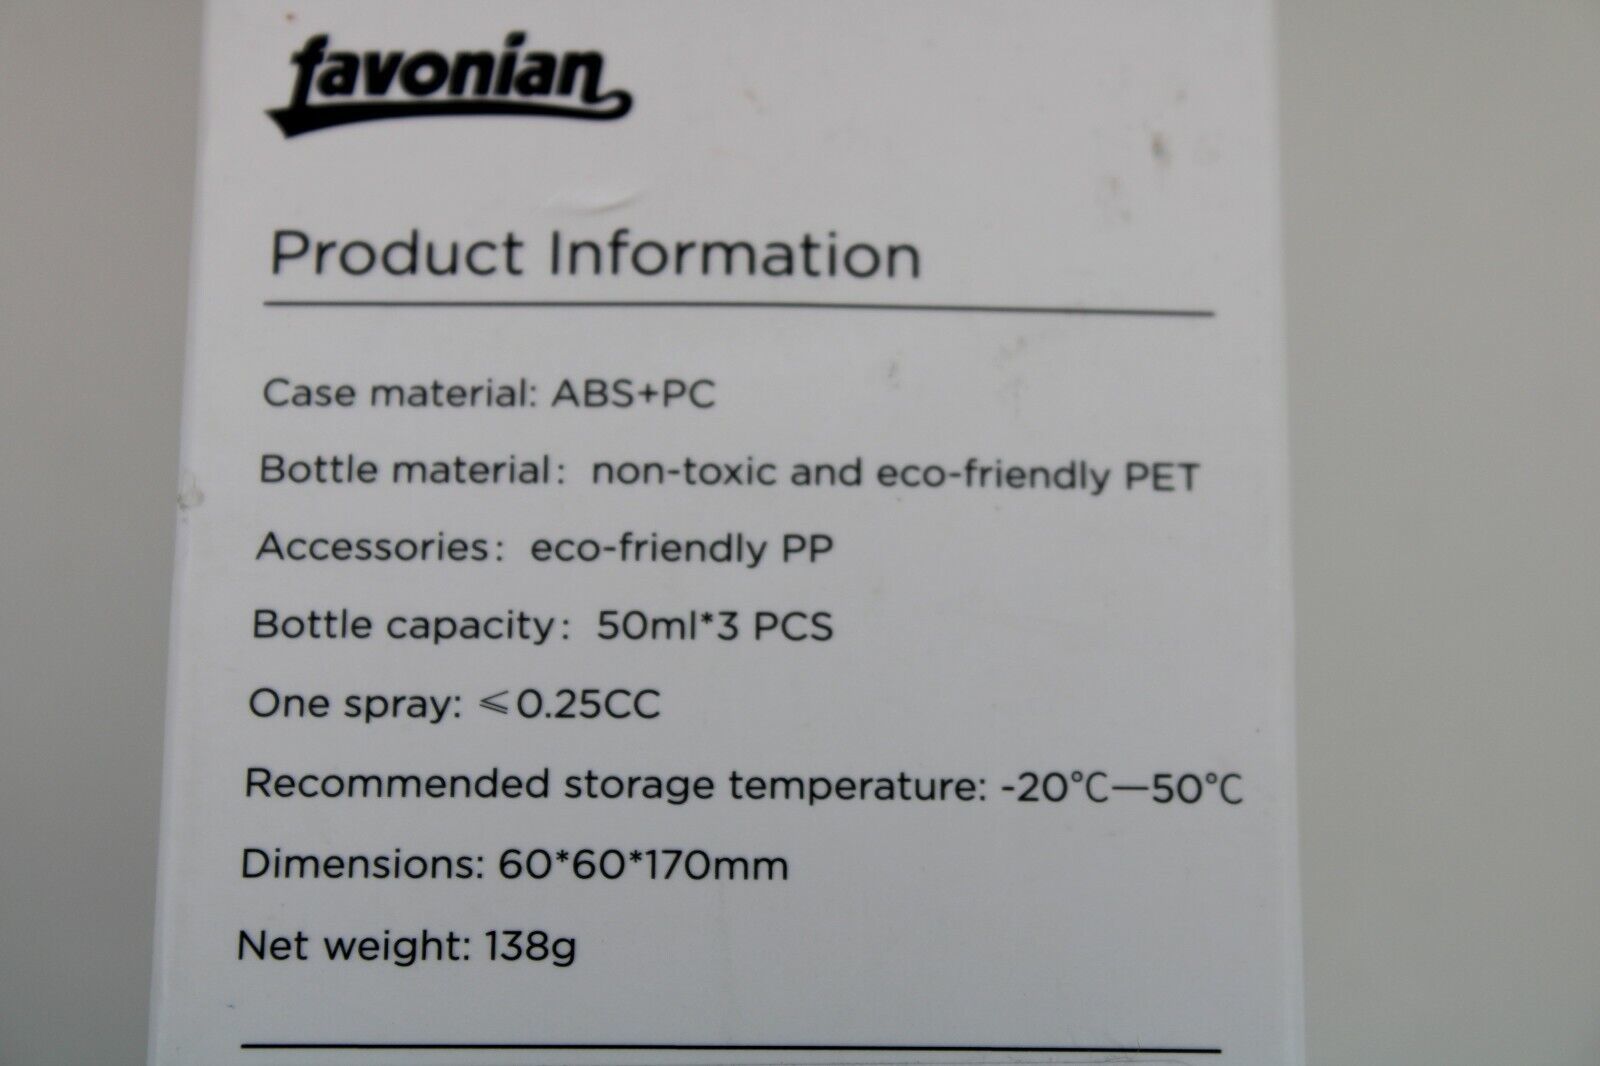 favonian
Product Information
Case material: ABS+PC
Bottle material: non-toxic and eco-friendly PET
Accessories: eco-friendly PP
Bottle capacity: 50ml*3 PCS
One spray: ⩽0.25CC
Recommended storage temperature: -20℃—50℃
Dimensions: 60*60*170mm
Net weight: 138g